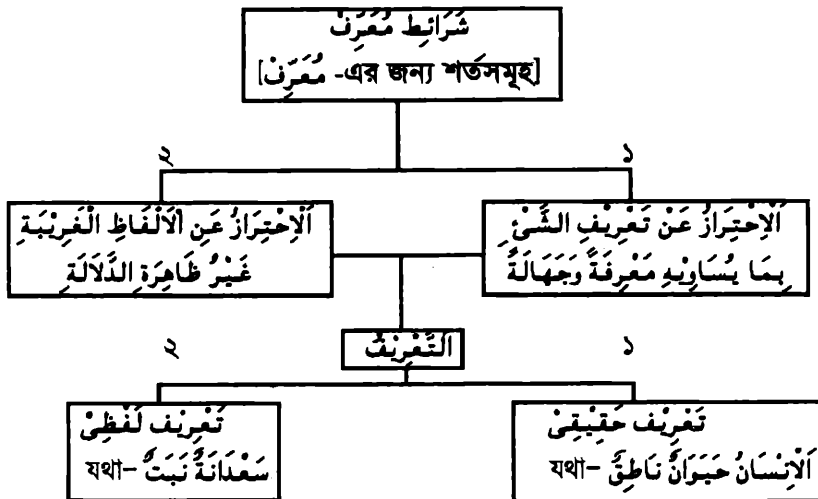 شَرَائِط مُعَرِّفْ
[مُعَرِّفْ -এর জন্য শর্তসমূহ]
১
২
اَلْاِحْتِرَازُ عَنْ تَعْرِيْفِ الشَّئْ ِ
بِمَا يُسَاوِيْهِ مَعْرِفَةً وَجَهَالَةً
اَلْاِحْتِرَازُ عَنِ الْاَلْفَاظِ الْغَرِيْبَةِ
غَيْرُ ظَاهِرَةِ الدَّلَالَةِ
اَلتَّعْرِيْفُ
১
২
تَعْرِيْف حَقِيْقِىْ
যথা– اَلْاِنْسَانُ حَيَوَانٌ نَاطِقٌ
تَعْرِيْف لَفْظِىْ
যথা– سَعْدَانَةٌ نَبَتٌ